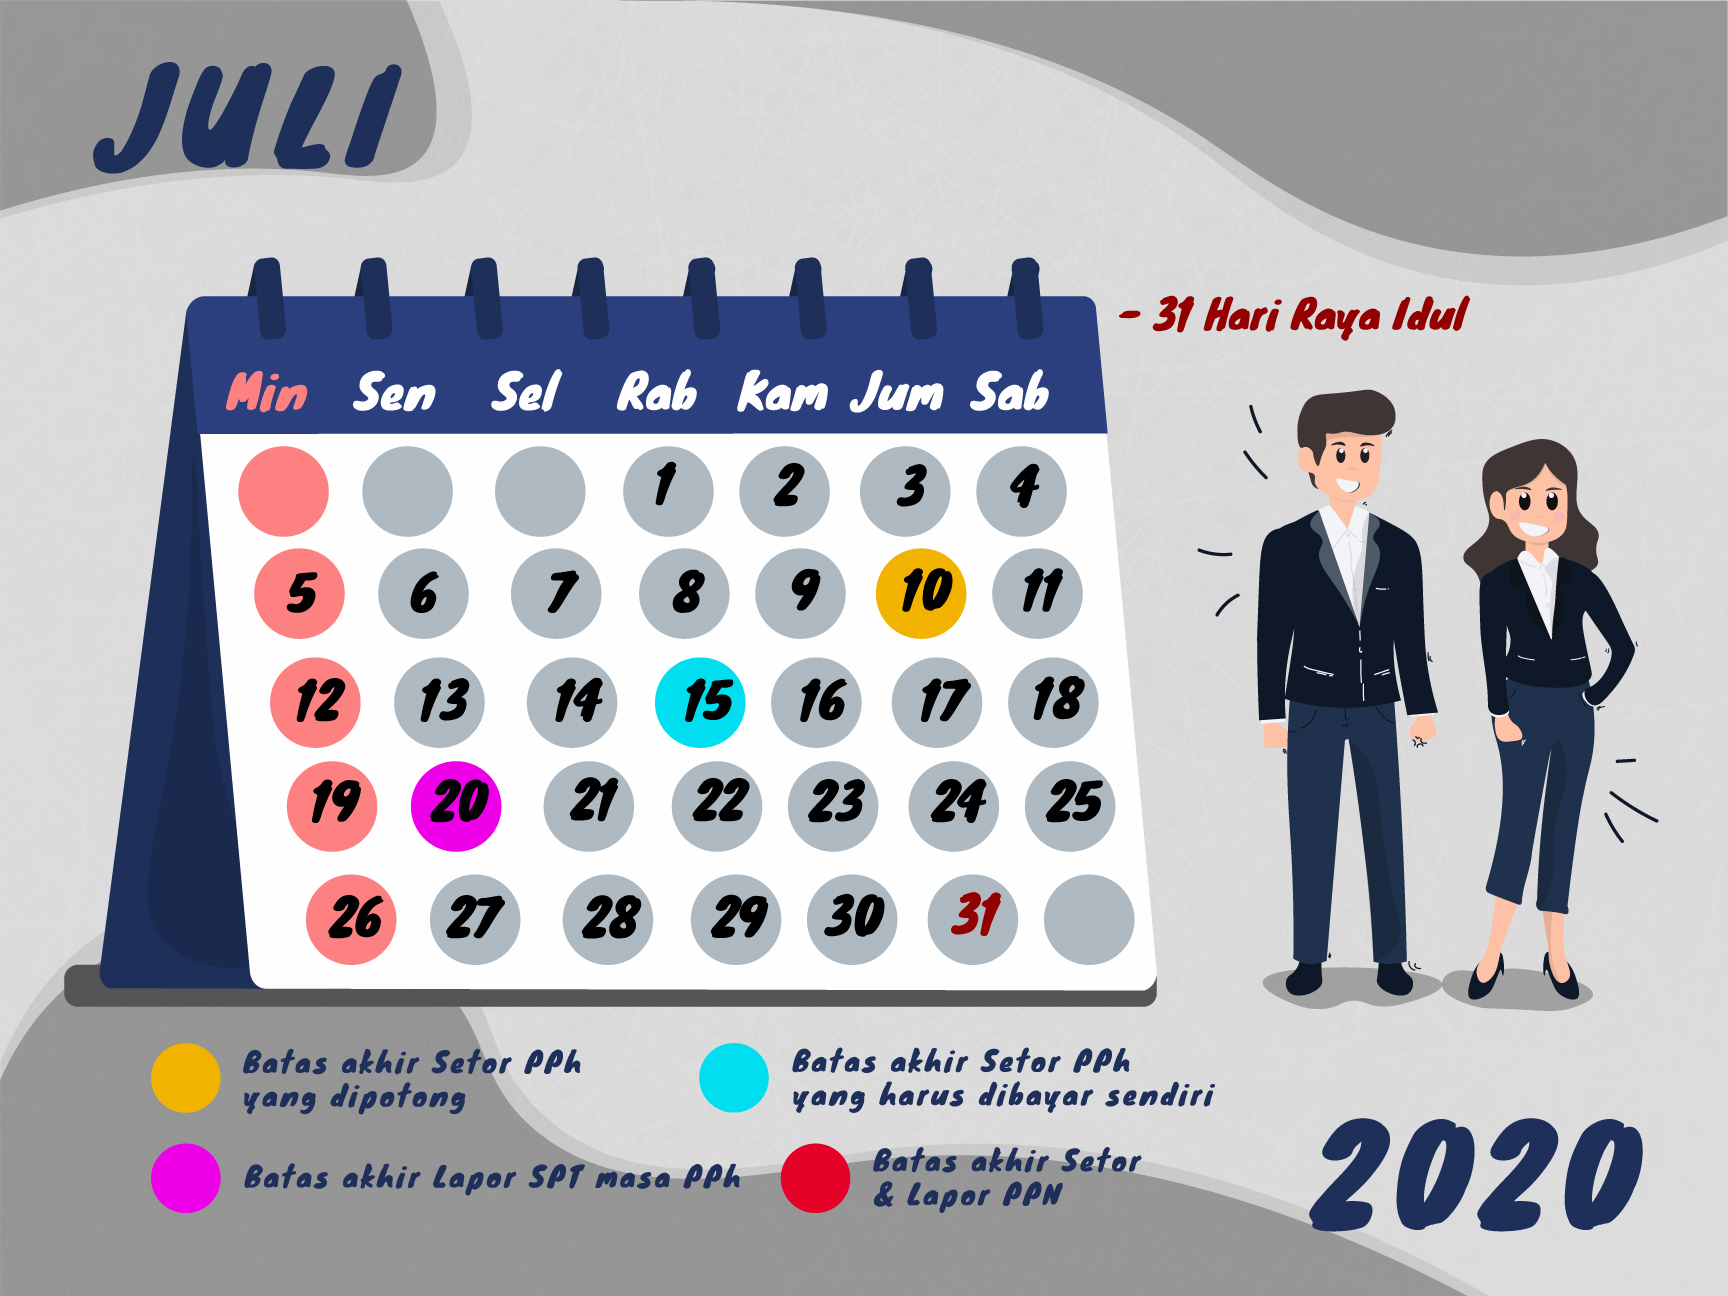 JULI
- 31 Hari Raya Idul
Min Sen Sel Rab Kam Jum Sab
1 2 3 4
5 6 7 8 9 10 11
12 13 14 15 16 17 18
19 20 21 22 23 24 25
26 27 28 29 30 31
Batas akhir Setor PPh
yang dipotong
Batas akhir Setor PPh
yang harus dibayar sendiri
Batas akhir Lapor SPT masa PPh
Batas akhir Setor
& Lapor PPN
2020